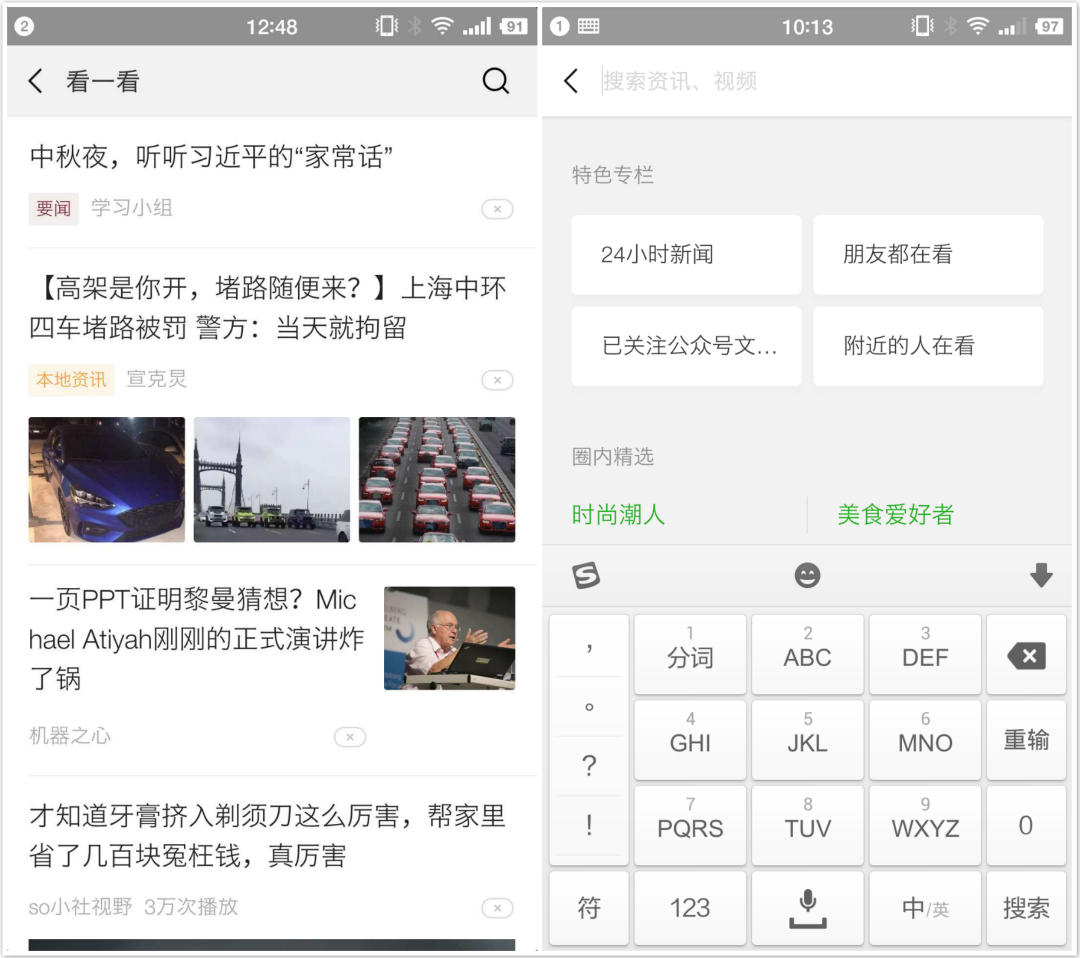 2 12:48 91
看一看
中秋夜，听听习近平的“家常话”
要闻 学习小组
【高架是你开，堵路随便来？】上海中环
四车堵路被罚 警方：当天就拘留
本地资讯 宣克炅
一页PPT证明黎曼猜想？Mic
hael Atiyah刚刚的正式演讲炸
了锅
机器之心
才知道牙膏挤入剃须刀这么厉害，帮家里
省了几百块冤枉钱，真厉害
so小社视野 3万次播放
1 10:13 97
搜索资讯、视频
特色专栏
24小时新闻 朋友都在看
已关注公众号文... 附近的人在看
圈内精选
时尚潮人 美食爱好者
， 1 2 3
分词 ABC DEF
。 4 5 6
GHI JKL MNO 重输
？
！ 7 8 9
PQRS TUV WXYZ 0
符 123 中/英 搜索